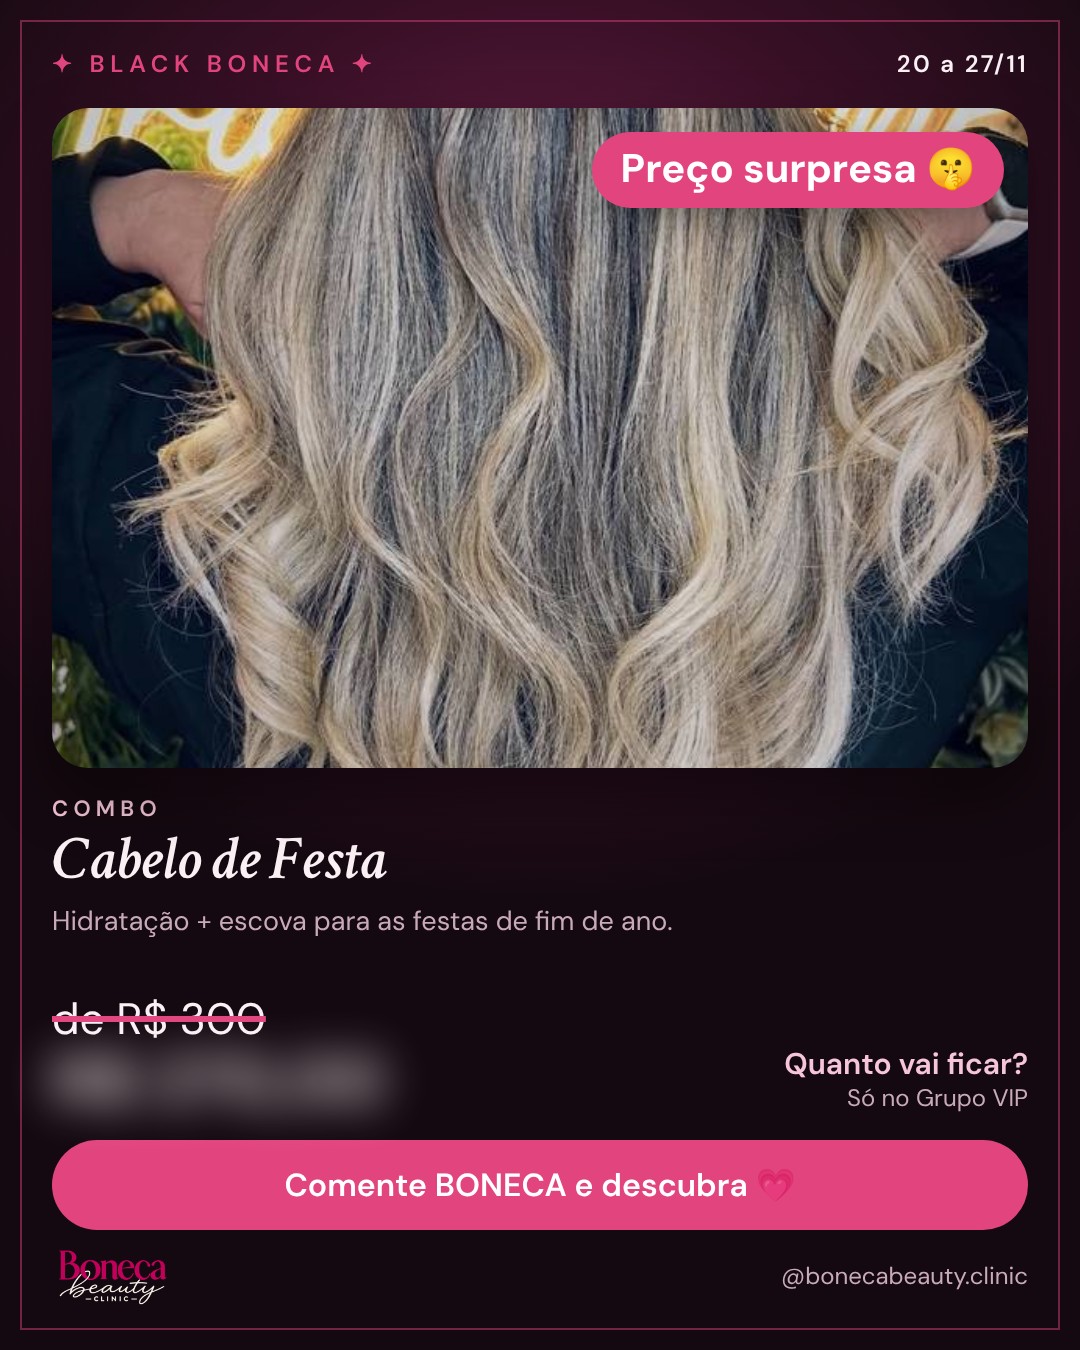 ✦ BLACK BONECA ✦
20 a 27/11
Preço surpresa 🤫
COMBO
Cabelo de Festa
Hidratação + escova para as festas de fim de ano.
de R$ 300
Quanto vai ficar?
Só no Grupo VIP
Comente BONECA e descubra 💗
Boneca
beauty
CLINIC
@bonecabeauty.clinic